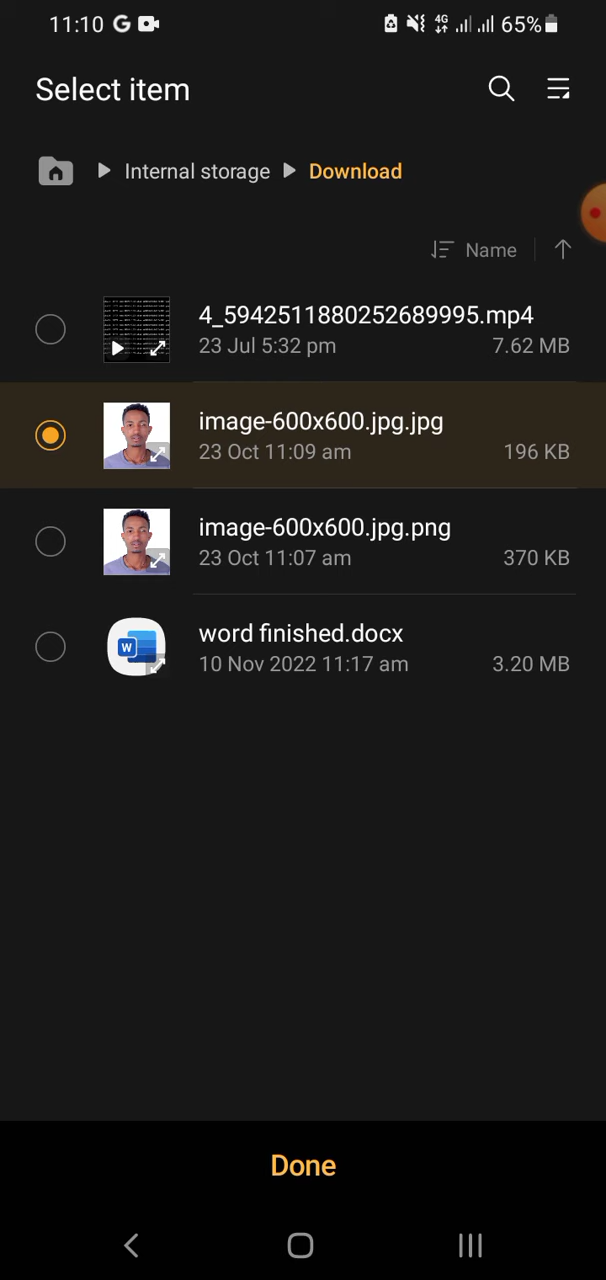 11:10 G 4G 65%
Select item
Internal storage Download
Name
4_5942511880252689995.mp4
23 Jul 5:32 pm 7.62 MB
image-600x600.jpg.jpg
23 Oct 11:09 am 196 KB
image-600x600.jpg.png
23 Oct 11:07 am 370 KB
W
word finished.docx
10 Nov 2022 11:17 am 3.20 MB
Done